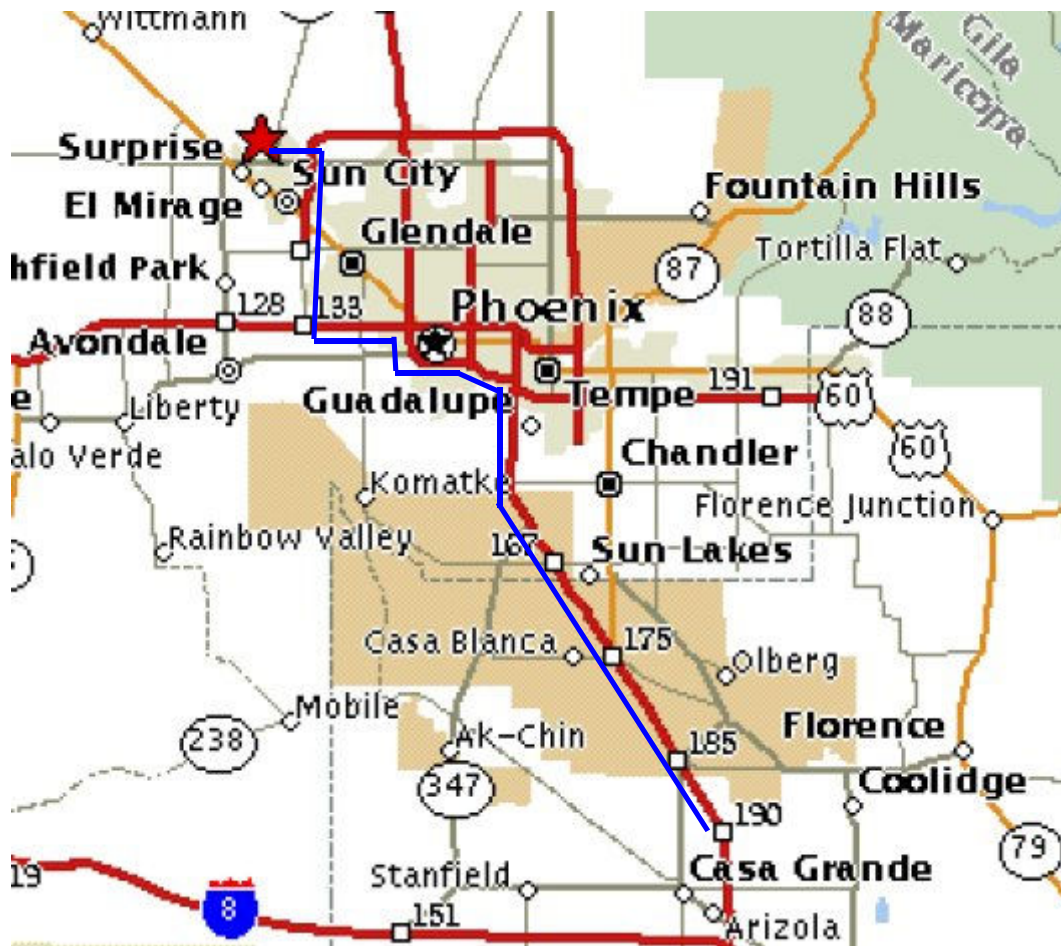 Wittmann
Gila
Maricopa
Surprise
Sun City
El Mirage
Fountain Hills
Glendale
Tortilla Flat
hfield Park
87
128
133
Phoenix
88
Avondale
191
e
Liberty
Guadalupe
Tempe
60
alo Verde
Chandler
60
Komatke
Florence Junction
Rainbow Valley
167
Sun Lakes
Casa Blanca
175
Olberg
Mobile
238
Ak-Chin
185
Florence
347
Coolidge
190
79
19
Stanfield
Casa Grande
8
151
Arizola